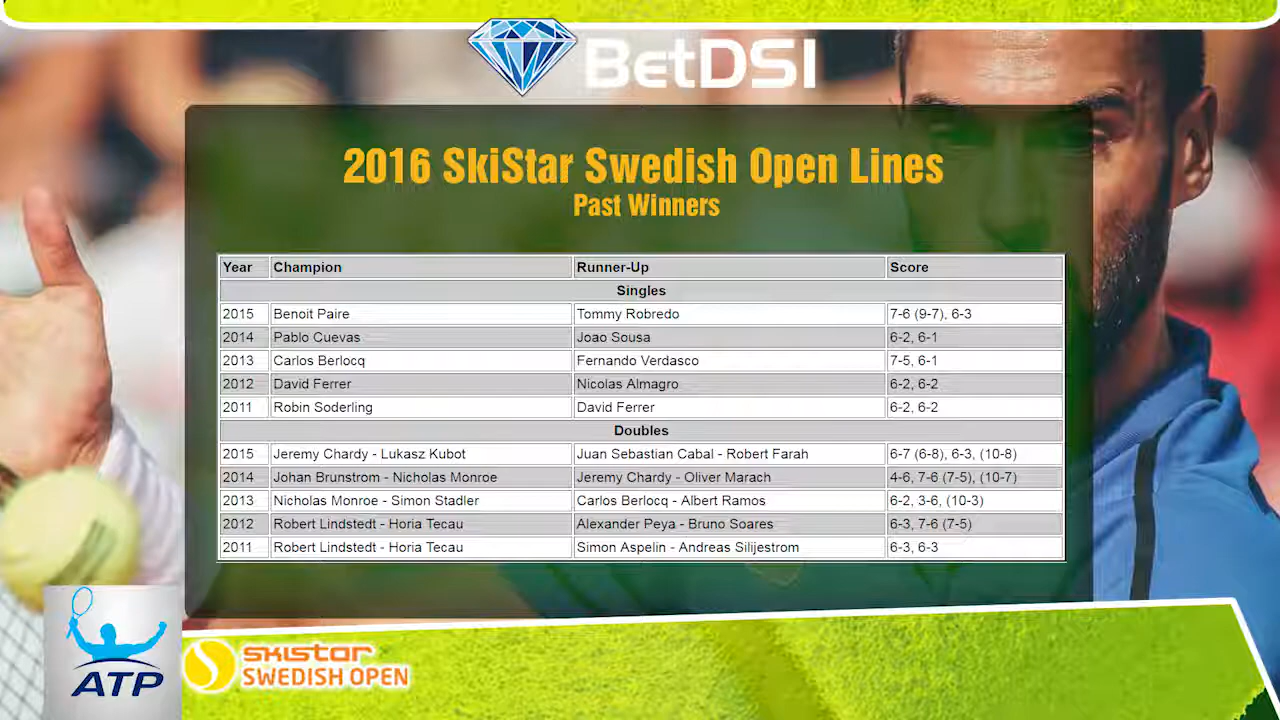 BetDSI
2016 SkiStar Swedish Open Lines
Past Winners
Year Champion Runner-Up Score
Singles
2015 Benoit Paire Tommy Robredo 7-6 (9-7), 6-3
2014 Pablo Cuevas Joao Sousa 6-2, 6-1
2013 Carlos Berlocq Fernando Verdasco 7-5, 6-1
2012 David Ferrer Nicolas Almagro 6-2, 6-2
2011 Robin Soderling David Ferrer 6-2, 6-2
Doubles
2015 Jeremy Chardy - Lukasz Kubot Juan Sebastian Cabal - Robert Farah 6-7 (6-8), 6-3, (10-8)
2014 Johan Brunstrom - Nicholas Monroe Jeremy Chardy - Oliver Marach 4-6, 7-6 (7-5), (10-7)
2013 Nicholas Monroe - Simon Stadler Carlos Berlocq - Albert Ramos 6-2, 3-6, (10-3)
2012 Robert Lindstedt - Horia Tecau Alexander Peya - Bruno Soares 6-3, 7-6 (7-5)
2011 Robert Lindstedt - Horia Tecau Simon Aspelin - Andreas Silijestrom 6-3, 6-3
ATP
SKISTAR
SWEDISH OPEN